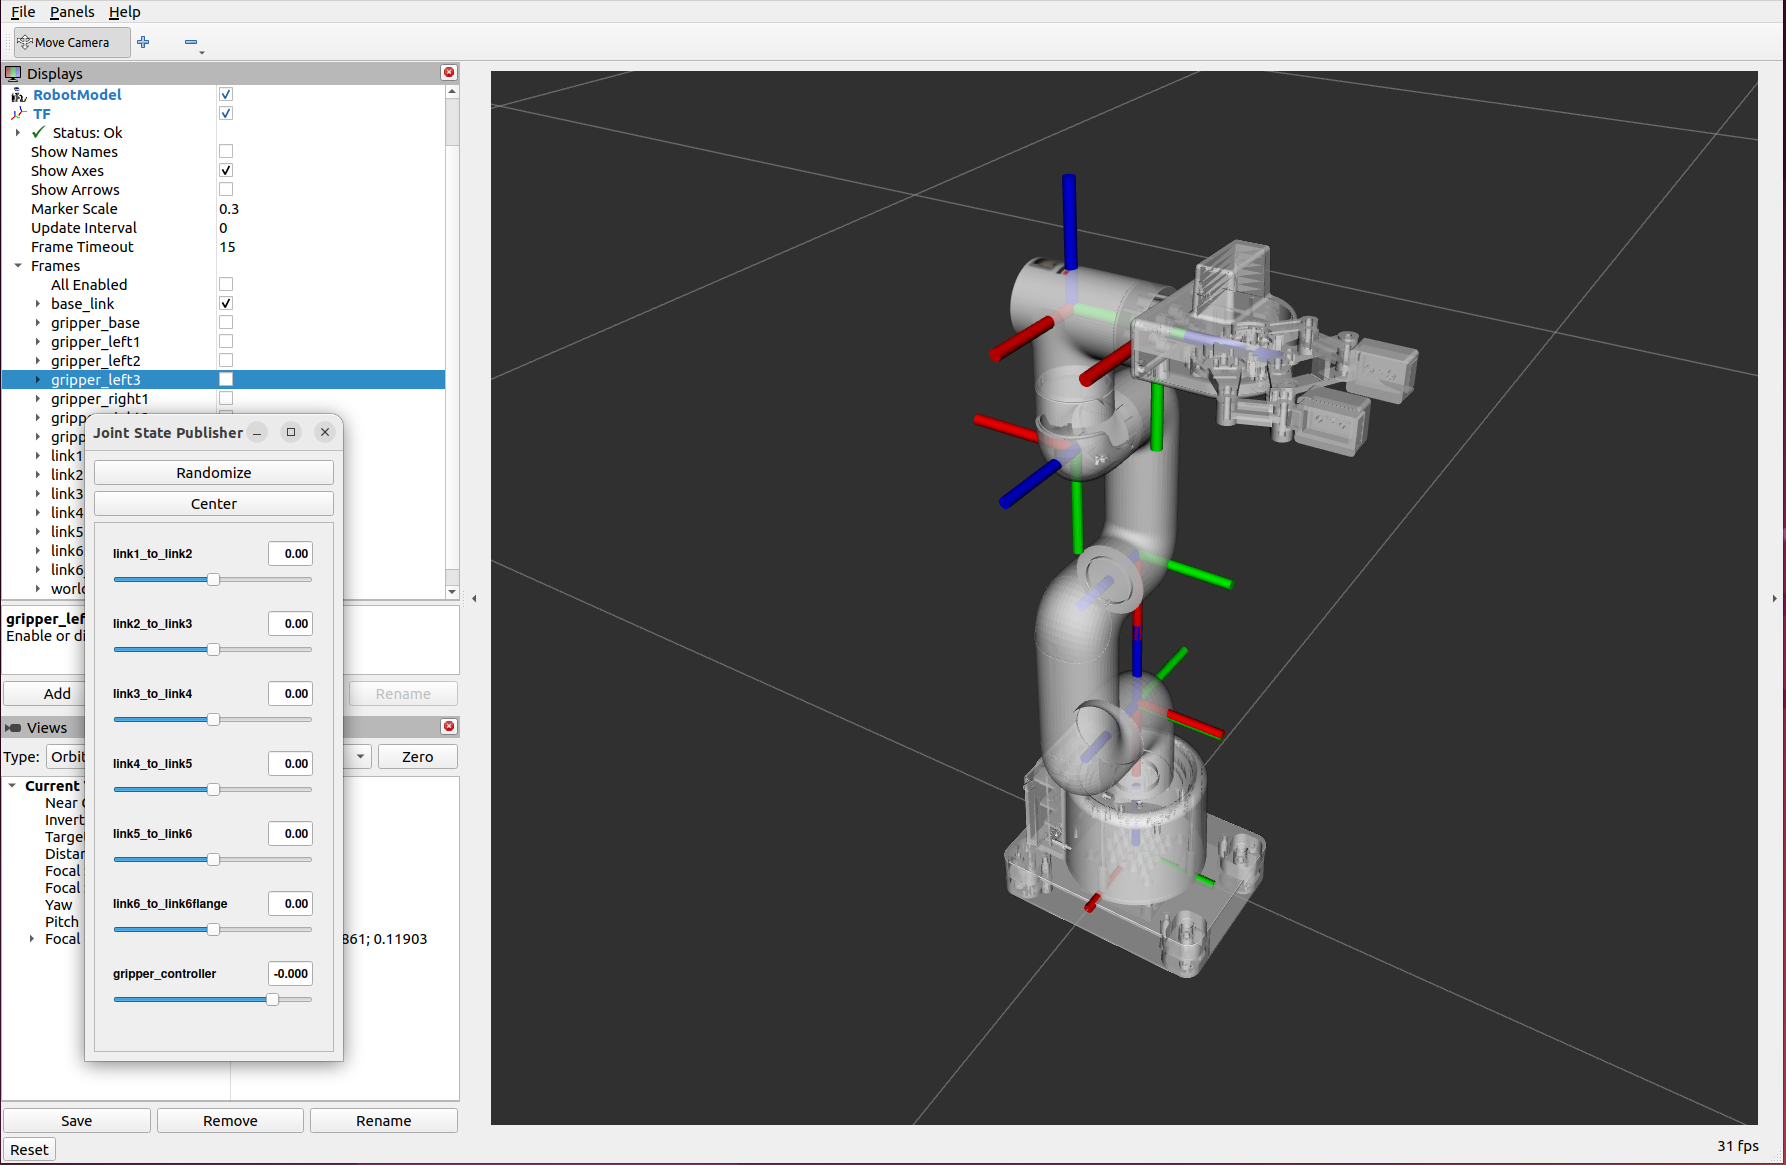 File Panels Help
Move Camera
Displays
RobotModel
TF
Status: Ok
Show Names
Show Axes
Show Arrows
Marker Scale 0.3
Update Interval 0
Frame Timeout 15
Frames
All Enabled
base_link
gripper_base
gripper_left1
gripper_left2
gripper_left3
gripper_right1
gripp
gripp
link1
link2
link3
link4
link5
link6
link6
worl
gripper_lef
Enable or di
Add
Rename
Views
Type: Orbit
Zero
Current
Near
Invert
Target
Distan
Focal
Focal
Yaw
Pitch
Focal 861; 0.11903
Joint State Publisher
Randomize
Center
link1_to_link2 0.00
link2_to_link3 0.00
link3_to_link4 0.00
link4_to_link5 0.00
link5_to_link6 0.00
link6_to_link6flange 0.00
gripper_controller -0.000
Save Remove Rename
Reset
31 fps